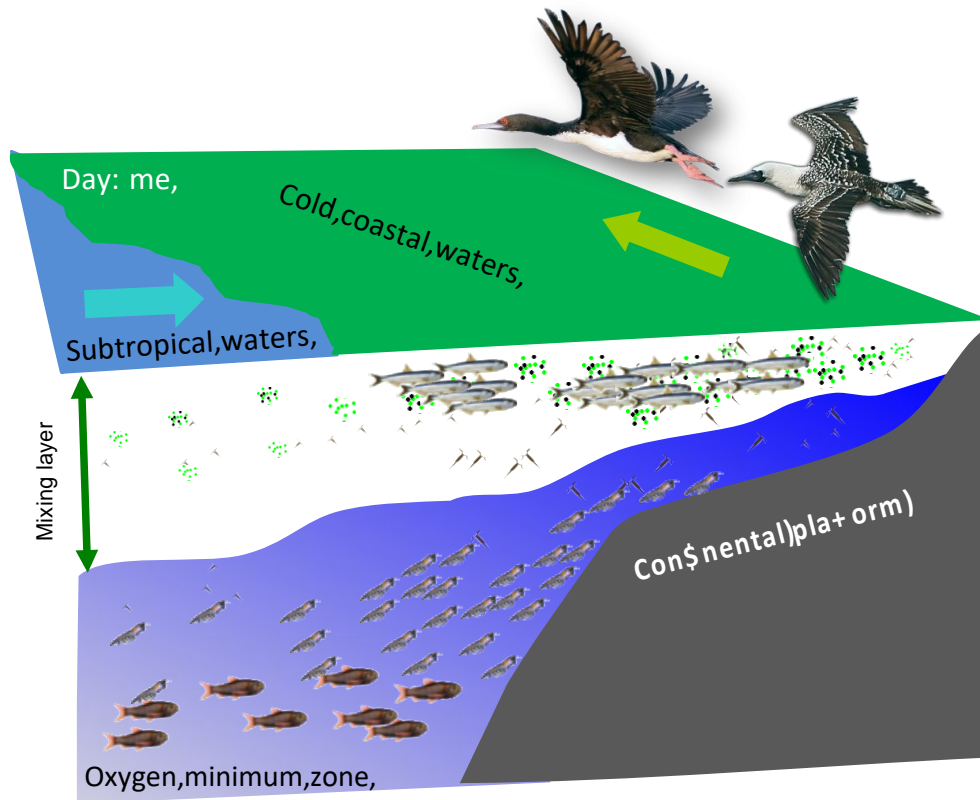 Day: me,
Cold,coastal,waters,
Subtropical,waters,
Mixing layer
Con$ nental)pla+ orm)
Oxygen,minimum,zone,